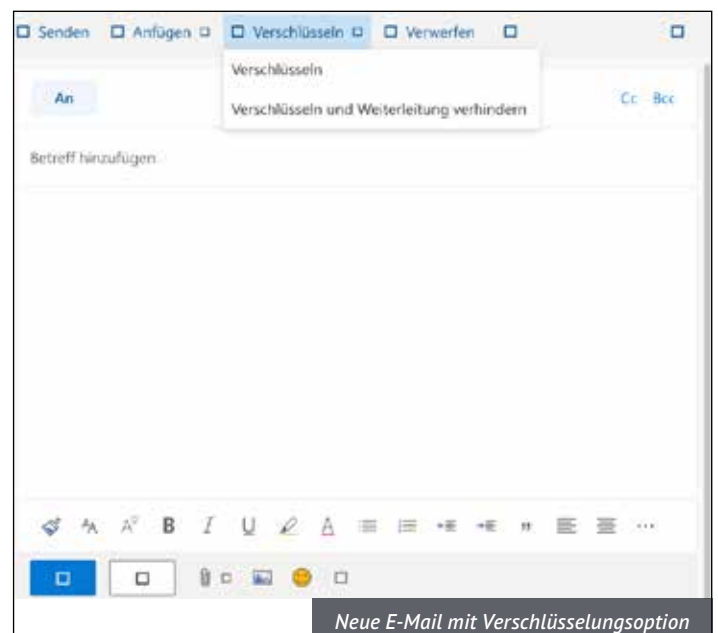 Senden Anfügen Verschlüsseln Verwerfen
Verschlüsseln
An Cc Bcc
Verschlüsseln und Weiterleitung verhindern
Betreff hinzufügen
B I U A
Neue E-Mail mit Verschlüsselungsoption